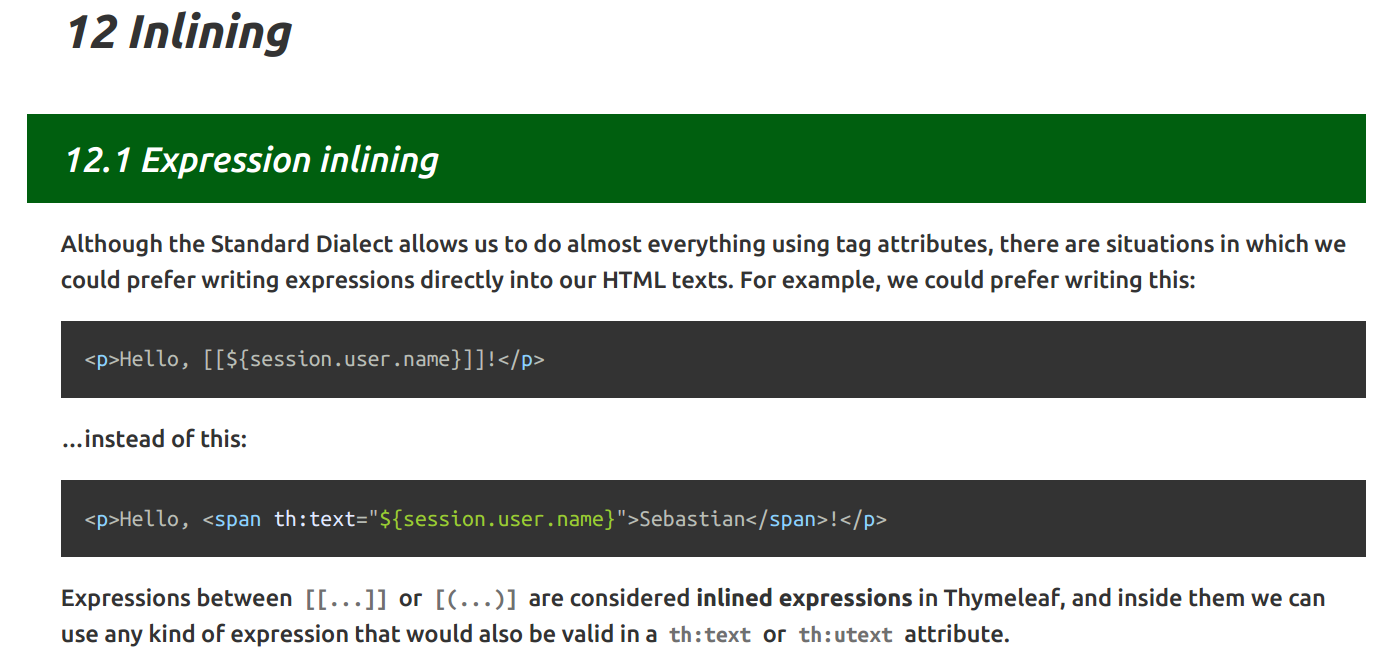 12 Inlining
12.1 Expression inlining
Although the Standard Dialect allows us to do almost everything using tag attributes, there are situations in which we
could prefer writing expressions directly into our HTML texts. For example, we could prefer writing this:
<p>Hello, [[${session.user.name}]]!</p>
…instead of this:
<p>Hello, <span th:text="${session.user.name}">Sebastian</span>!</p>
Expressions between [[...]] or [(...)] are considered inlined expressions in Thymeleaf, and inside them we can
use any kind of expression that would also be valid in a th:text or th:utext attribute.